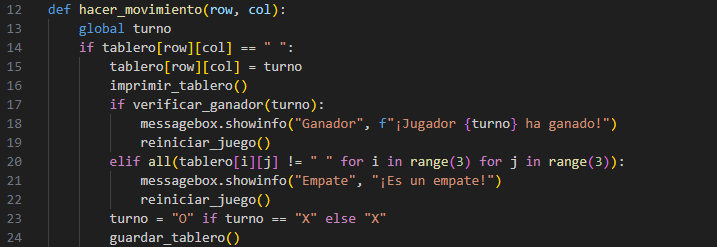 12 def hacer_movimiento(row, col):
13     global turno
14     if tablero[row][col] == " ":
15         tablero[row][col] = turno
16         imprimir_tablero()
17         if verificar_ganador(turno):
18             messagebox.showinfo("Ganador", f"¡Jugador {turno} ha ganado!")
19             reiniciar_juego()
20         elif all(tablero[i][j] != " " for i in range(3) for j in range(3)):
21             messagebox.showinfo("Empate", "¡Es un empate!")
22             reiniciar_juego()
23         turno = "O" if turno == "X" else "X"
24         guardar_tablero()